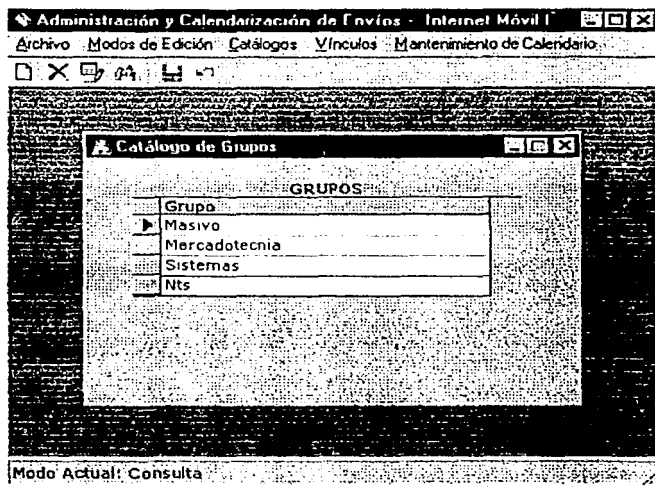 Administración y Calendarización de Envíos - Internet Móvil
Archivo Modos de Edición Catálogos Vínculos Mantenimiento de Calendario
Catálogo de Grupos
GRUPOS
Grupo
Masivo
Mercadotecnia
Sistemas
Nts
Modo Actual: Consulta